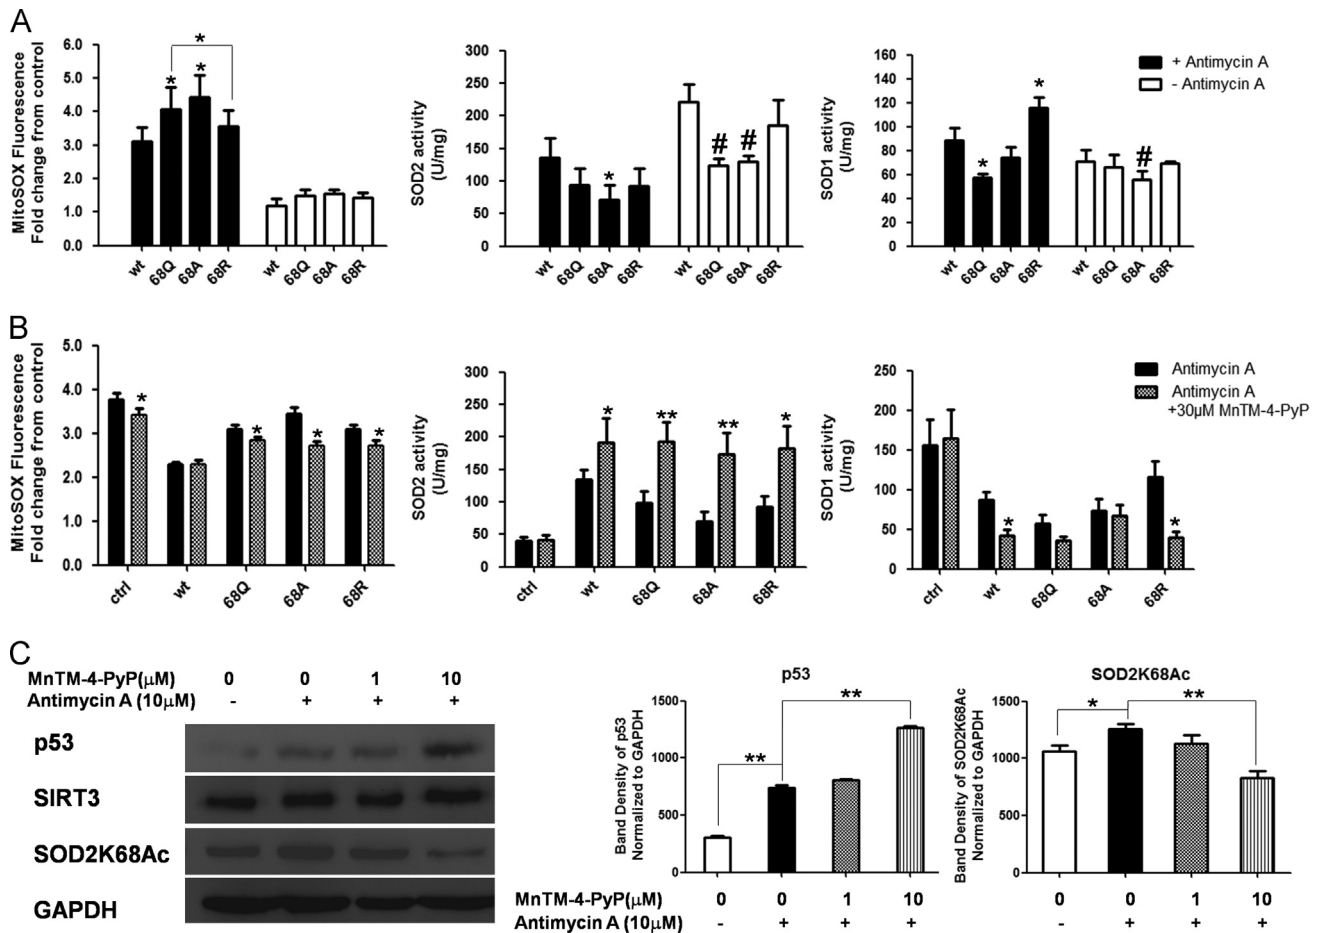 A
MitoSOX Fluorescence
Fold change from control
6.0
5.0
4.0
3.0
2.0
1.0
0.0
*
*
*
wt
68Q
68A
68R
wt
68Q
68A
68R
SOD2 activity
(U/mg)
300
250
200
150
100
50
0
*
#
#
wt
68Q
68A
68R
wt
68Q
68A
68R
SOD1 activity
(U/mg)
160
140
120
100
80
60
40
20
0
*
*
#
wt
68Q
68A
68R
wt
68Q
68A
68R
+ Antimycin A
- Antimycin A
B
MitoSOX Fluorescence
Fold change from control
5.0
4.0
3.0
2.0
1.0
0.0
*
*
*
*
ctrl
wt
68Q
68A
68R
SOD2 activity
(U/mg)
300
250
200
150
100
50
0
*
**
**
*
ctrl
wt
68Q
68A
68R
SOD1 activity
(U/mg)
250
200
150
100
50
0
*
*
ctrl
wt
68Q
68A
68R
Antimycin A
Antimycin A
+30µM MnTM-4-PyP
C
MnTM-4-PyP(µM) 0 0 1 10
Antimycin A (10µM) - + + +
p53
SIRT3
SOD2K68Ac
GAPDH
p53
Band Density of p53
Normalized to GAPDH
1500
1000
500
0
**
**
SOD2K68Ac
Band Density of SOD2K68Ac
Normalized to GAPDH
1500
1000
500
0
*
**
MnTM-4-PyP(µM) 0 0 1 10 0 0 1 10
Antimycin A (10µM) - + + + - + + +